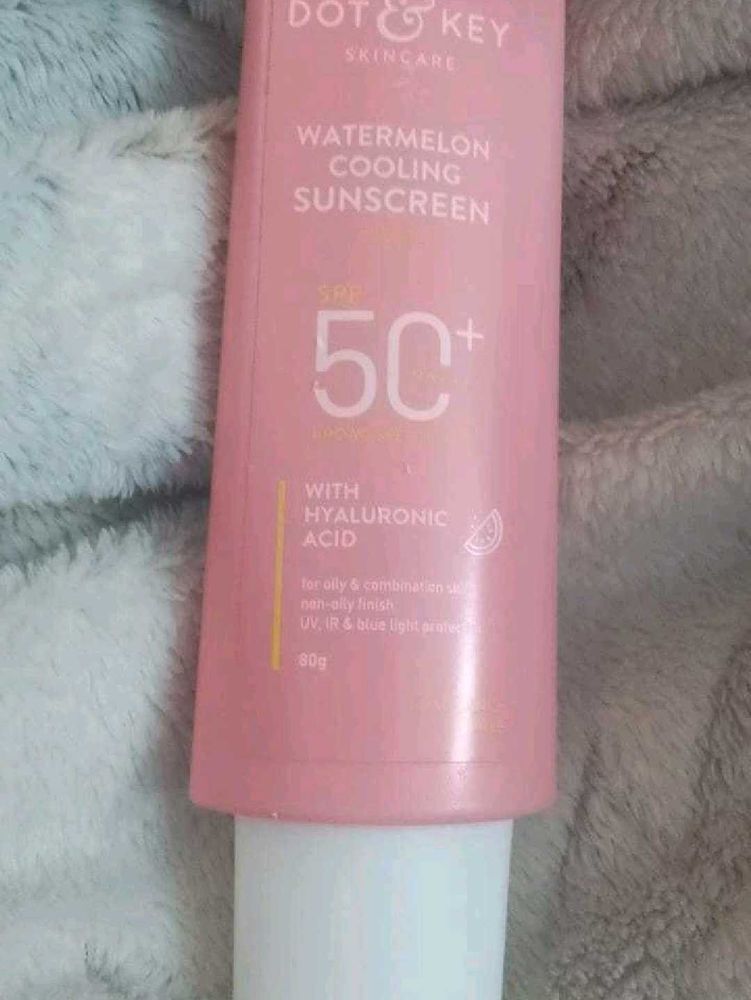 DOT & KEY
SKINCARE
WATERMELON
COOLING
SUNSCREEN
SPF
50+
WITH
HYALURONIC
ACID
for oily & combination
non-oily finish
UV, IR & blue light
80g